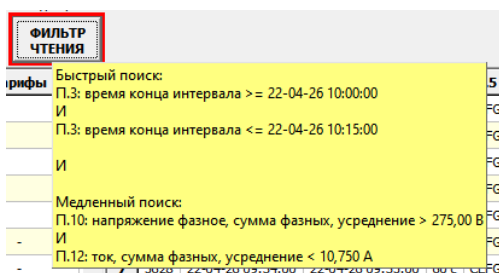 ФИЛЬТР
ЧТЕНИЯ
Быстрый поиск:
П.3: время конца интервала >= 22-04-26 10:00:00
И
П.3: время конца интервала <= 22-04-26 10:15:00
И
Медленный поиск:
П.10: напряжение фазное, сумма фазных, усреднение > 275,00 В
И
П.12: ток, сумма фазных, усреднение < 10,750 А
-
-